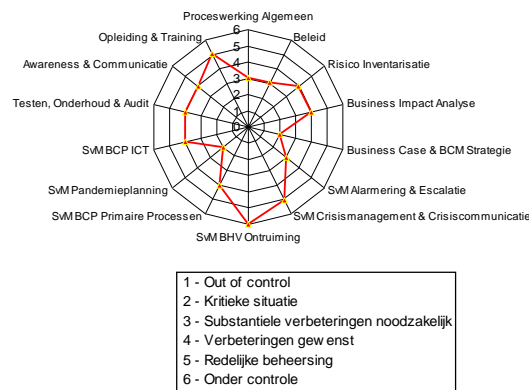 Proceswerking Algemeen
Opleiding & Training
Beleid
Awareness & Communicatie
Risico Inventarisatie
Testen, Onderhoud & Audit
Business Impact Analyse
SvM BCP ICT
Business Case & BCM Strategie
SvM Pandemieplanning
SvM Alarmering & Escalatie
SvM BCP Primaire Processen
SvM Crisismanagement & Crisiscommunicatie
SvM BHV Ontruiming
6
5
4
3
2
1
0
1 - Out of control
2 - Kritieke situatie
3 - Substantiele verbeteringen noodzakelijk
4 - Verbeteringen gewenst
5 - Redelijke beheersing
6 - Onder controle